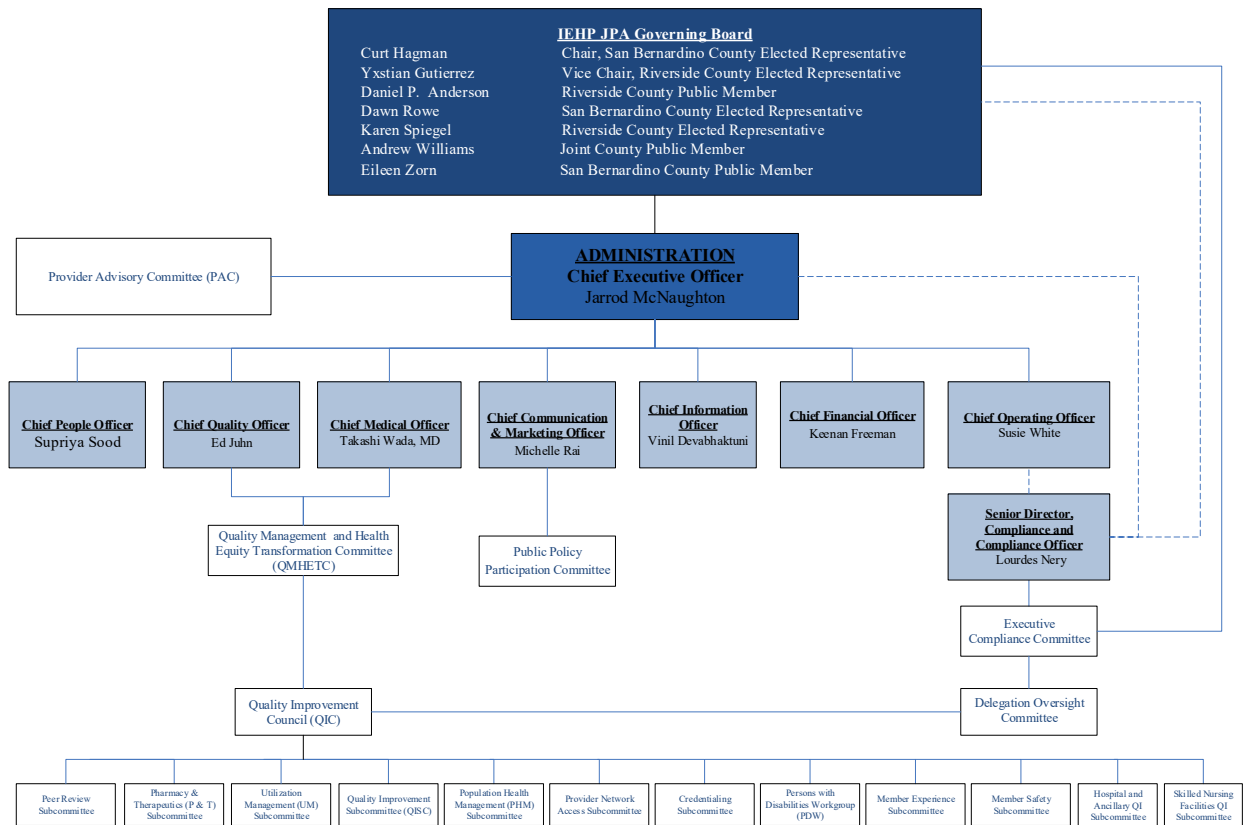 IEHP JPA Governing Board
Curt Hagman Chair, San Bernardino County Elected Representative
Yxstian Gutierrez Vice Chair, Riverside County Elected Representative
Daniel P. Anderson Riverside County Public Member
Dawn Rowe San Bernardino County Elected Representative
Karen Spiegel Riverside County Elected Representative
Andrew Williams Joint County Public Member
Eileen Zorn San Bernardino County Public Member
Provider Advisory Committee (PAC)
ADMINISTRATION
Chief Executive Officer
Jarrod McNaughton
Chief People Officer
Supriya Sood
Chief Quality Officer
Ed Juhn
Chief Medical Officer
Takashi Wada, MD
Chief Communication
& Marketing Officer
Michelle Rai
Chief Information
Officer
Vinil Devabhaktuni
Chief Financial Officer
Keenan Freeman
Chief Operating Officer
Susie White
Senior Director,
Compliance and
Compliance Officer
Lourdes Nery
Quality Management and Health
Equity Transformation Committee
(QMHETC)
Public Policy
Participation Committee
Executive
Compliance Committee
Quality Improvement
Council (QIC)
Delegation Oversight
Committee
Peer Review
Subcommittee
Pharmacy &
Therapeutics (P & T)
Subcommittee
Utilization
Management (UM)
Subcommittee
Quality Improvement
Subcommittee (QISC)
Population Health
Management (PHM)
Subcommittee
Provider Network
Access Subcommittee
Credentialing
Subcommittee
Persons with
Disabilities Workgroup
(PDW)
Member Experience
Subcommittee
Member Safety
Subcommittee
Hospital and
Ancillary QI
Subcommittee
Skilled Nursing
Facilities QI
Subcommittee